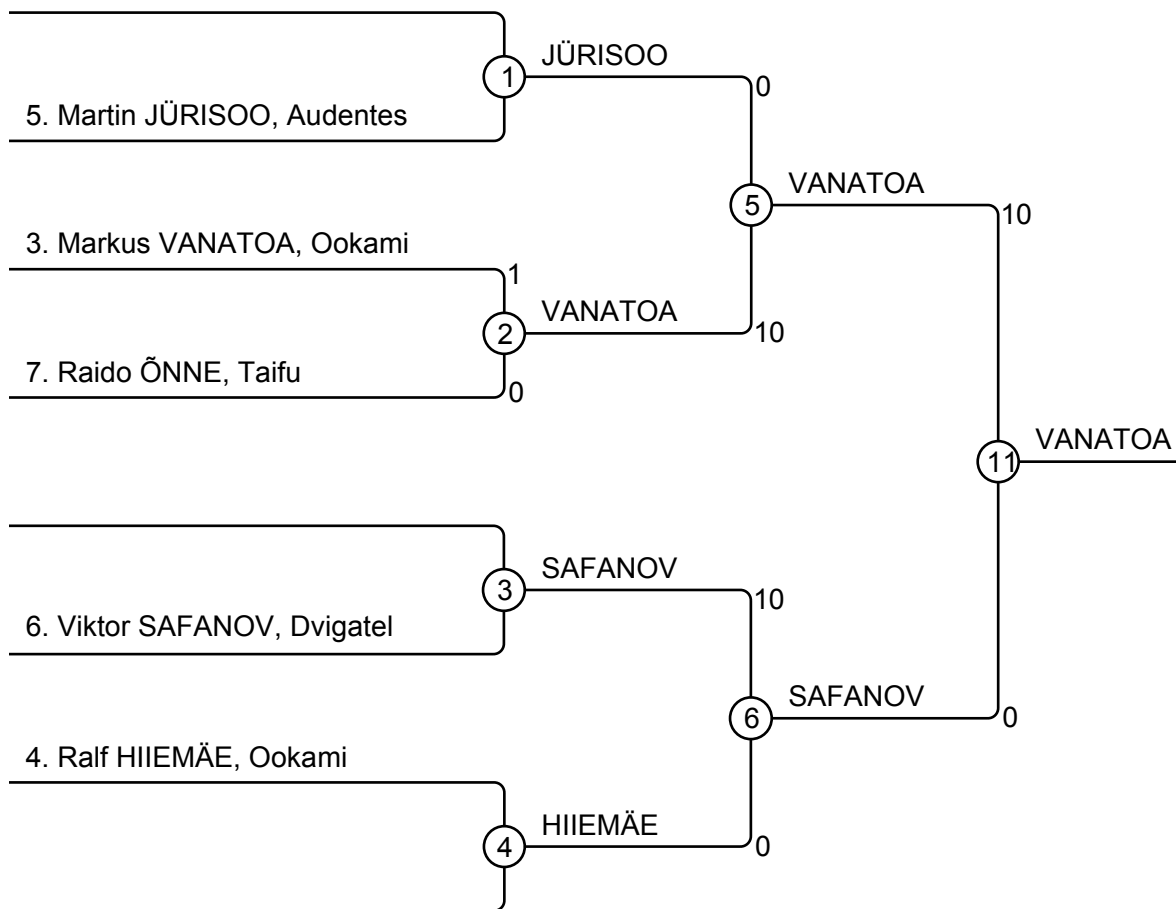 JÜRISOO
1
0
5. Martin JÜRISOO, Audentes
VANATOA
5
10
3. Markus VANATOA, Ookami
1
VANATOA
2
10
7. Raido ÕNNE, Taifu
0
VANATOA
11
SAFANOV
3
10
6. Viktor SAFANOV, Dvigatel
SAFANOV
6
0
4. Ralf HIIEMÄE, Ookami
HIIEMÄE
4
0